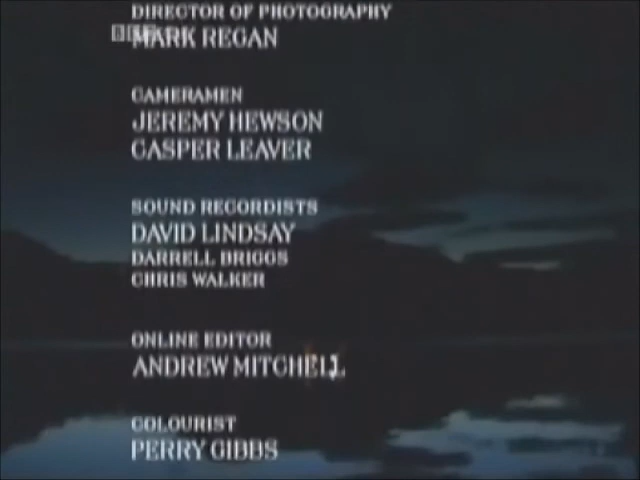 DIRECTOR OF PHOTOGRAPHY
MARK REGAN
CAMERAMEN
JEREMY HEWSON
CASPER LEAVER
SOUND RECORDISTS
DAVID LINDSAY
DARRELL BRIGGS
CHRIS WALKER
ONLINE EDITOR
ANDREW MITCHELL
COLOURIST
PERRY GIBBS